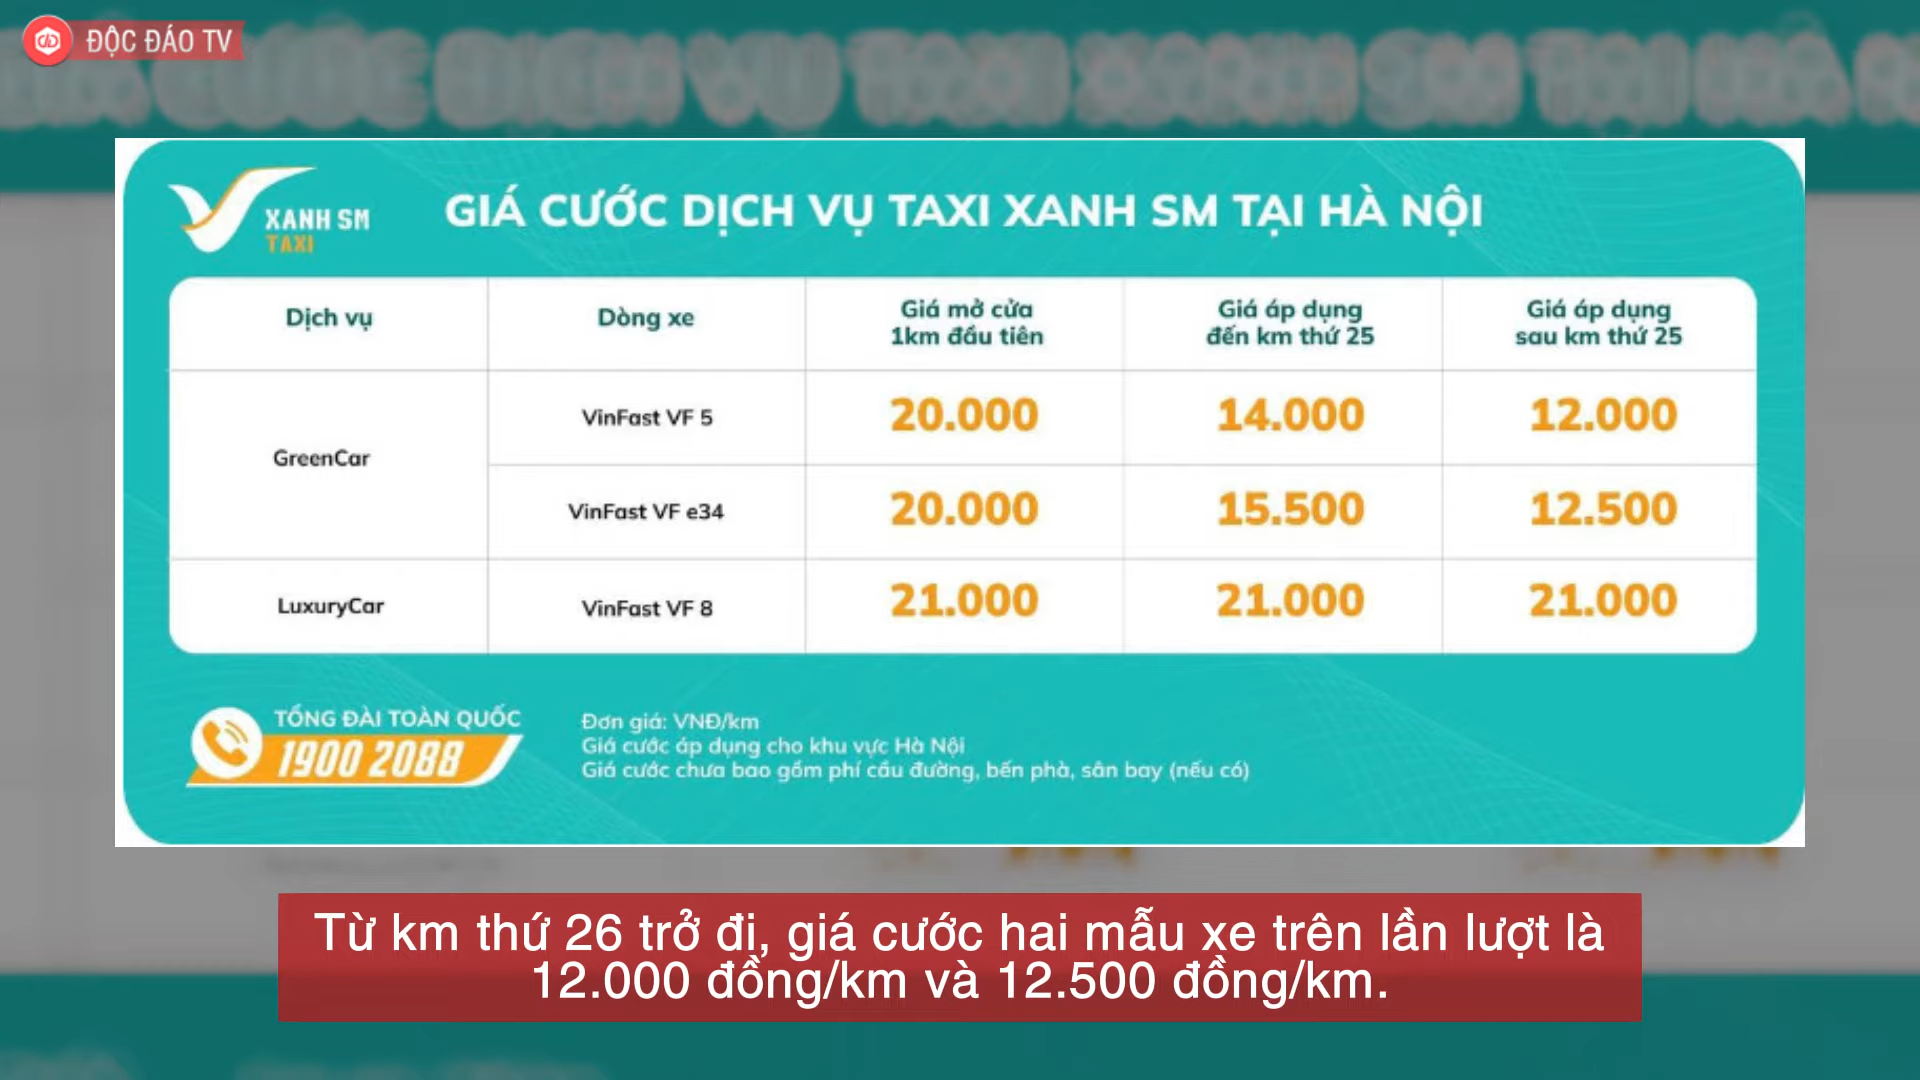 ĐỘC ĐÁO TV
XANH SM
TAXI
GIÁ CƯỚC DỊCH VỤ TAXI XANH SM TẠI HÀ NỘI
Dịch vụ
Dòng xe
Giá mở cửa
1km đầu tiên
Giá áp dụng
đến km thứ 25
Giá áp dụng
sau km thứ 25
GreenCar
VinFast VF 5
20.000
14.000
12.000
VinFast VF e34
20.000
15.500
12.500
LuxuryCar
VinFast VF 8
21.000
21.000
21.000
TỔNG ĐÀI TOÀN QUỐC
1900 2088
Đơn giá: VNĐ/km
Giá cước áp dụng cho khu vực Hà Nội
Giá cước chưa bao gồm phí cầu đường, bến phà, sân bay (nếu có)
Từ km thứ 26 trở đi, giá cước hai mẫu xe trên lần lượt là
12.000 đồng/km và 12.500 đồng/km.